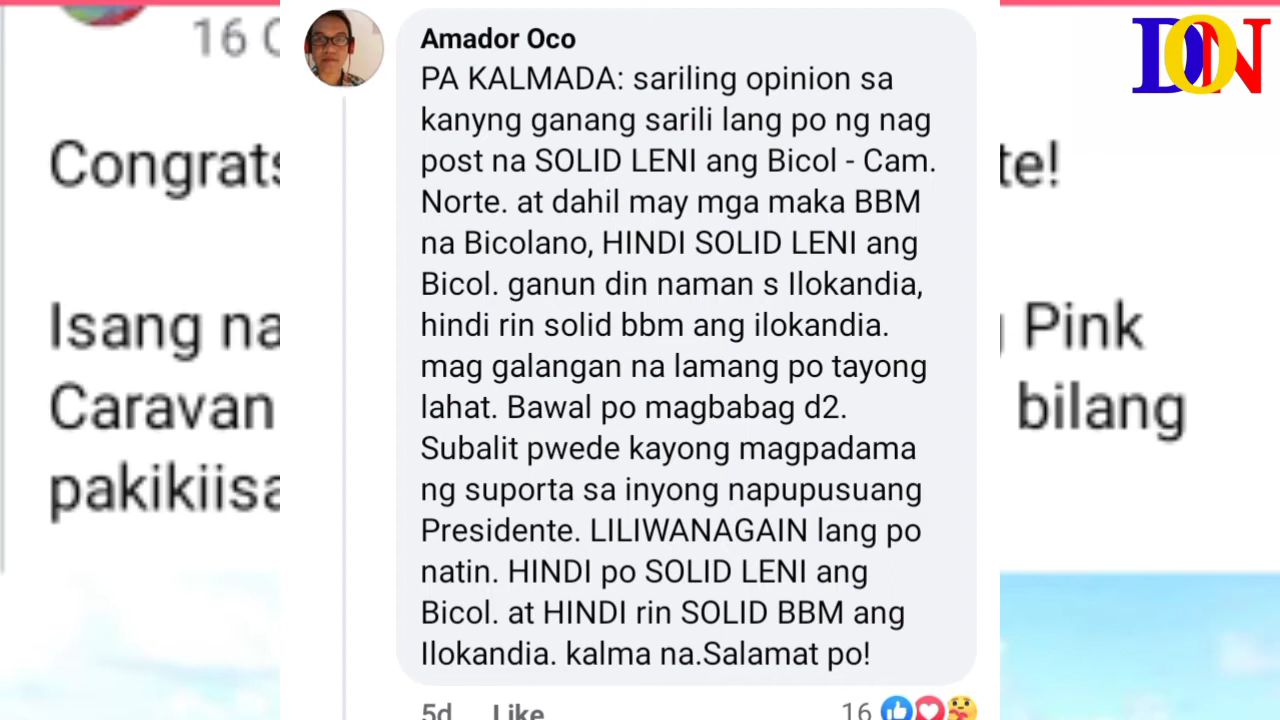 16
DON
Amador Oco
PA KALMADA: sariling opinion sa
kanyng ganang sarili lang po ng nag
post na SOLID LENI ang Bicol - Cam.
Norte. at dahil may mga maka BBM
na Bicolano, HINDI SOLID LENI ang
Bicol. ganun din naman s Ilokandia,
hindi rin solid bbm ang ilokandia.
mag galangan na lamang po tayong
lahat. Bawal po magbabag d2.
Subalit pwede kayong magpadama
ng suporta sa inyong napupusuang
Presidente. LILIWANAGAIN lang po
natin. HINDI po SOLID LENI ang
Bicol. at HINDI rin SOLID BBM ang
Ilokandia. kalma na.Salamat po!
5d Like 16
Congrats te!
Isang na Pink
Caravan bilang
pakikiisa